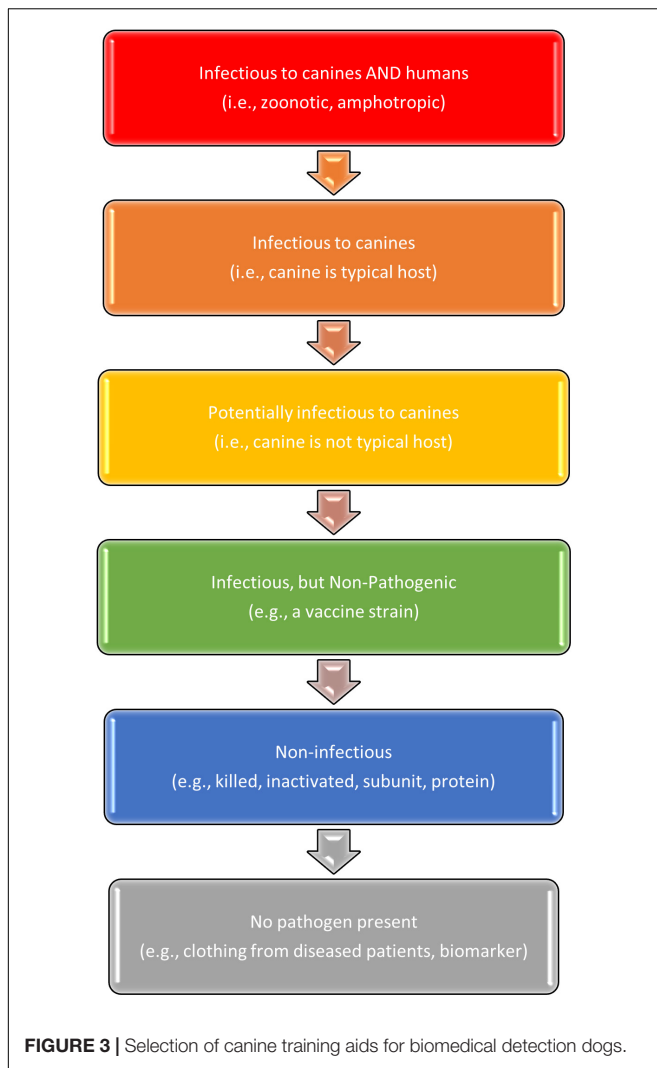 Infectious to canines AND humans
(i.e., zoonotic, amphotropic)
Infectious to canines
(i.e., canine is typical host)
Potentially infectious to canines
(i.e., canine is not typical host)
Infectious, but Non-Pathogenic
(e.g., a vaccine strain)
Non-infectious
(e.g., killed, inactivated, subunit, protein)
No pathogen present
(e.g., clothing from diseased patients, biomarker)
FIGURE 3 | Selection of canine training aids for biomedical detection dogs.